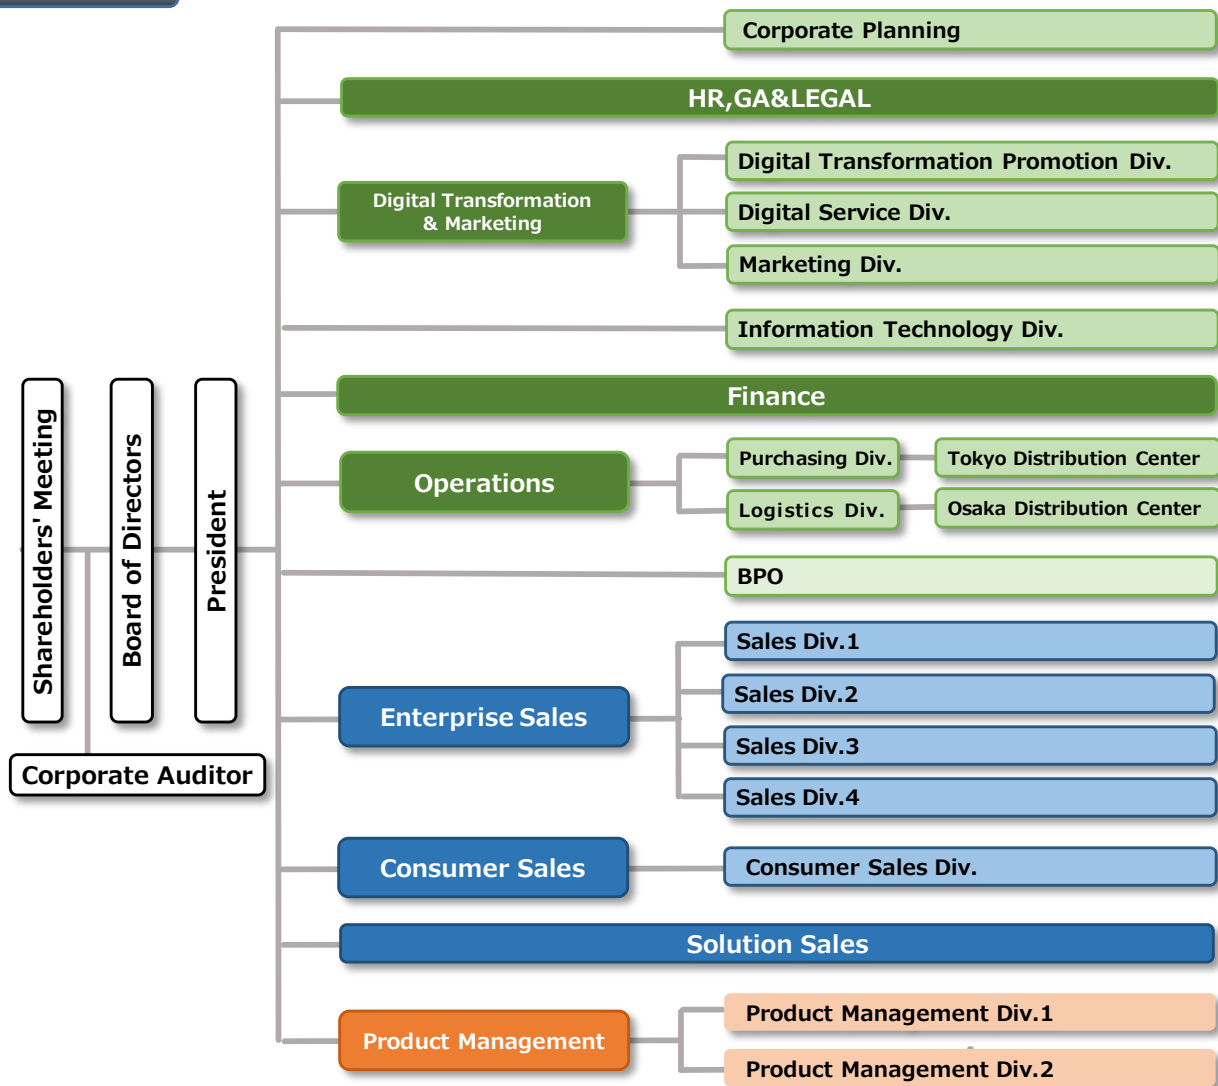 Corporate Planning
HR,GA&LEGAL
Digital Transformation
& Marketing
Digital Transformation Promotion Div.
Digital Service Div.
Marketing Div.
Information Technology Div.
Finance
Operations
Purchasing Div.
Tokyo Distribution Center
Logistics Div.
Osaka Distribution Center
BPO
Shareholders' Meeting
Board of Directors
President
Corporate Auditor
Enterprise Sales
Sales Div.1
Sales Div.2
Sales Div.3
Sales Div.4
Consumer Sales
Consumer Sales Div.
Solution Sales
Product Management
Product Management Div.1
Product Management Div.2